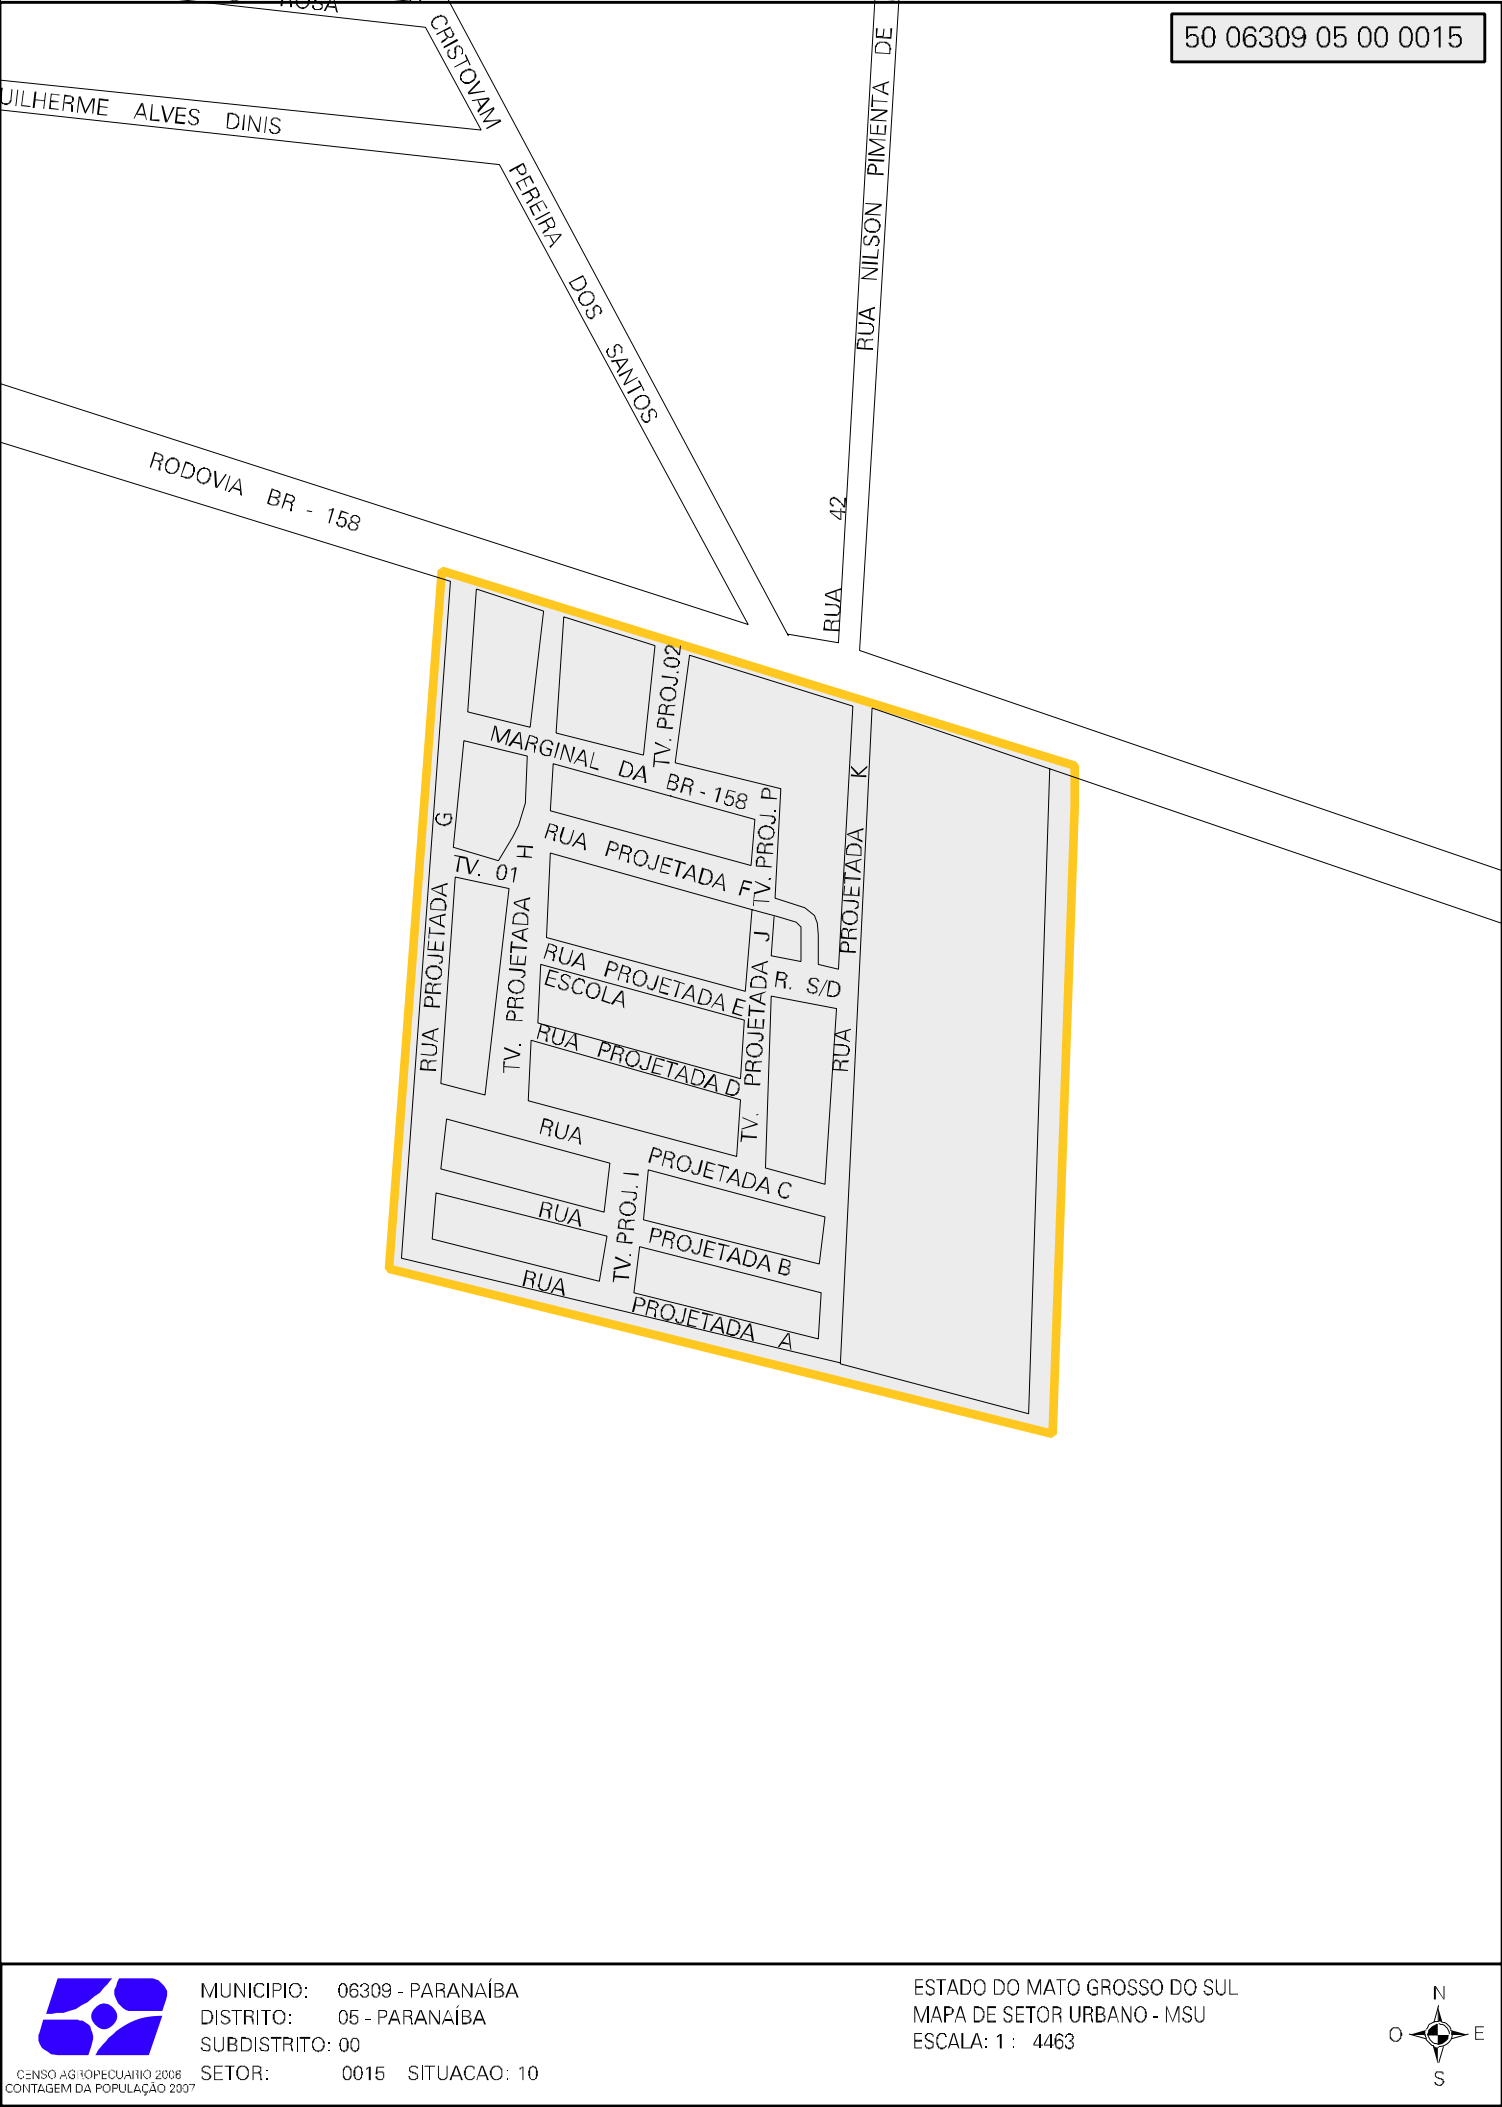 ROSA
CRISTOVAM PEREIRA DOS SANTOS
50 06309 05 00 0015
UILHERME ALVES DINIS
RUA NILSON PIMENTA DE
RODOVIA BR - 158
RUA 42
TV. PROJ.02
MARGINAL DA BR - 158
RUA PROJETADA K
RUA PROJETADA G
TV. PROJETADA H
TV. PROJ. P
RUA PROJETADA F
TV. 01
TV. PROJETADA J
RUA PROJETADA E
R. S/D
ESCOLA
RUA PROJETADA D
RUA PROJETADA C
TV. PROJ. I
RUA PROJETADA B
RUA PROJETADA A
CENSO AGROPECUARIO 2006
CONTAGEM DA POPULAÇÃO 2007
MUNICIPIO: 06309 - PARANAÍBA
DISTRITO: 05 - PARANAÍBA
SUBDISTRITO: 00
SETOR: 0015 SITUACAO: 10
ESTADO DO MATO GROSSO DO SUL
MAPA DE SETOR URBANO - MSU
ESCALA: 1 : 4463
N
O E
S